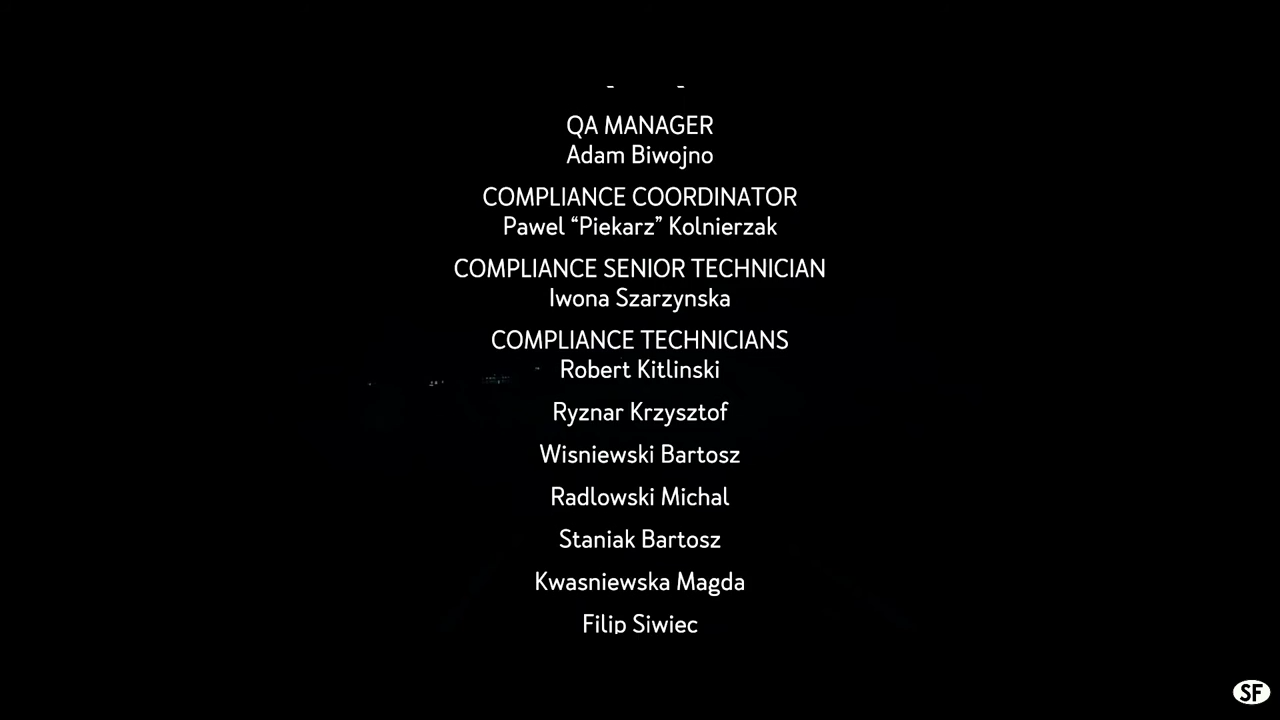 QA MANAGER
Adam Biwojno
COMPLIANCE COORDINATOR
Pawel “Piekarz” Kolnierzak
COMPLIANCE SENIOR TECHNICIAN
Iwona Szarzynska
COMPLIANCE TECHNICIANS
Robert Kitlinski
Ryznar Krzysztof
Wisniewski Bartosz
Radlowski Michal
Staniak Bartosz
Kwasniewska Magda
Filip Siwiec
SF